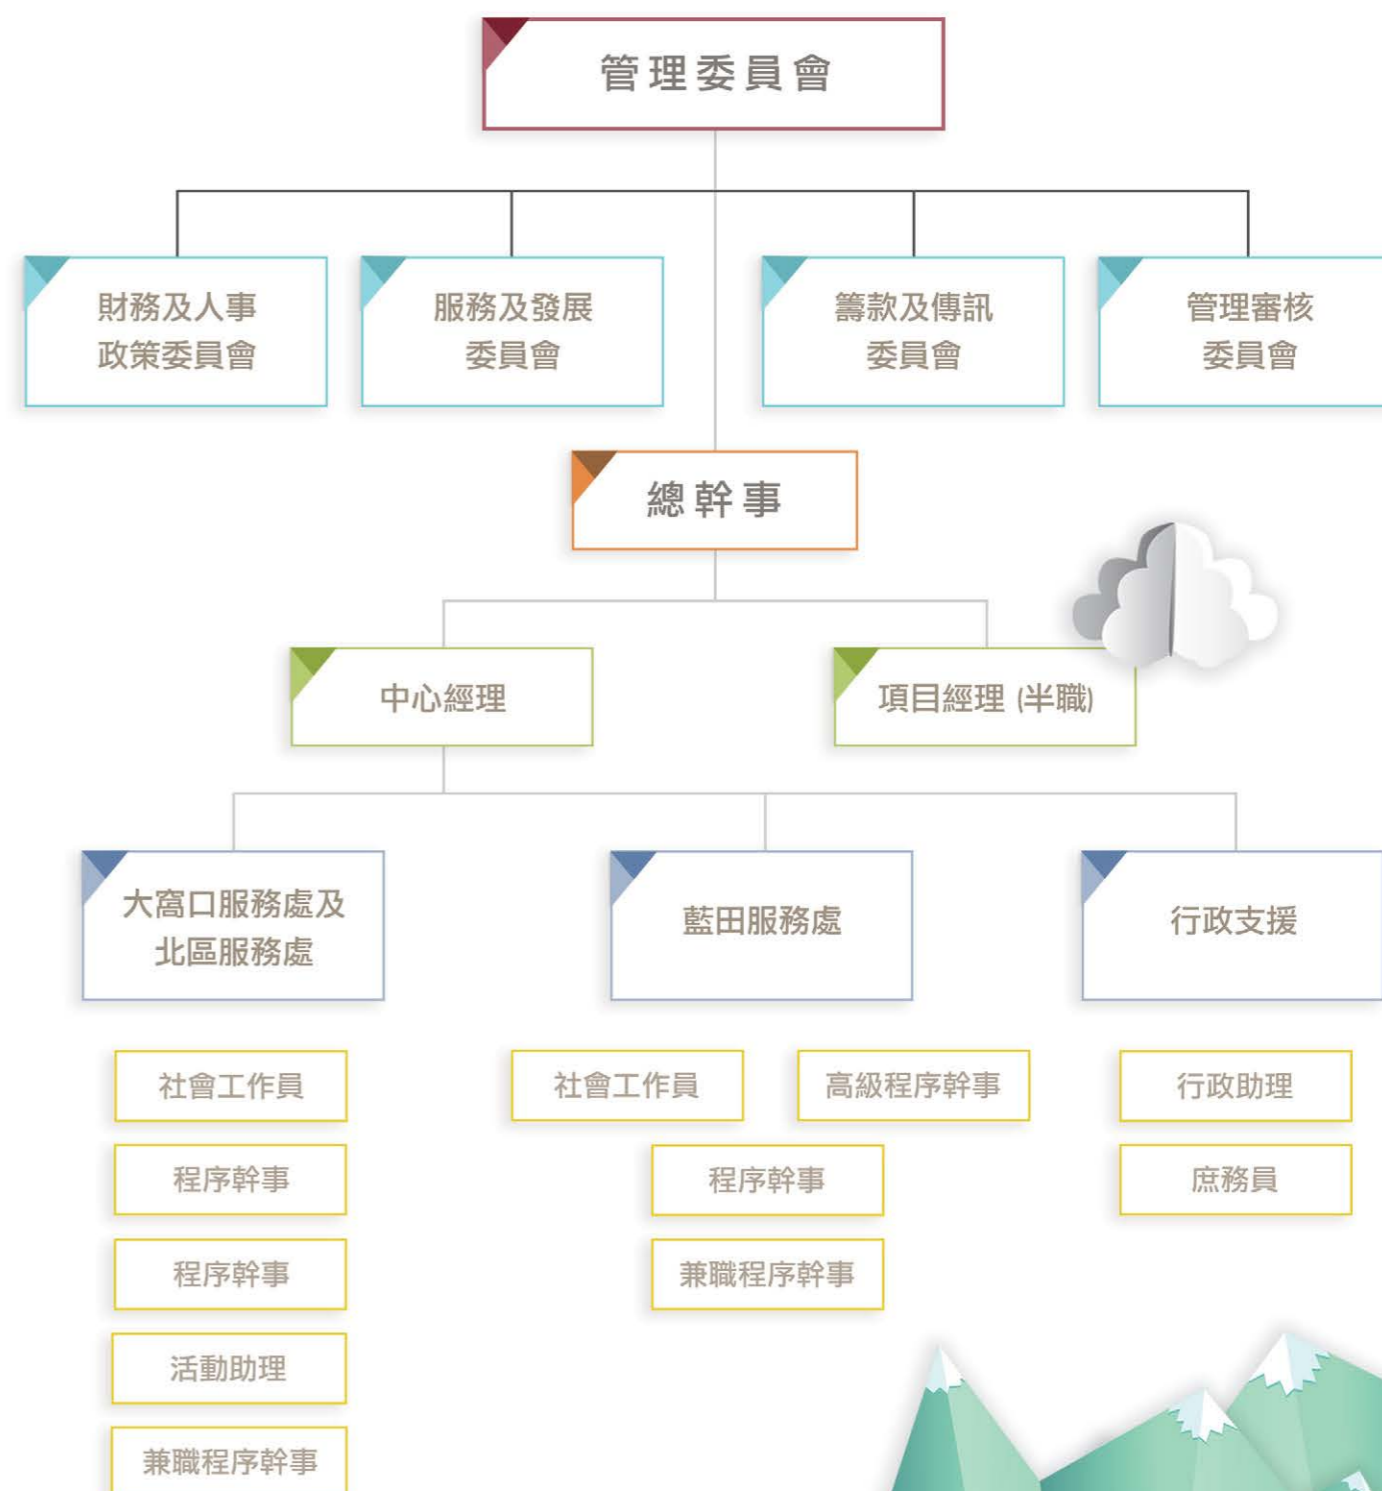 管理委員會
財務及人事
政策委員會
服務及發展
委員會
籌款及傳訊
委員會
管理審核
委員會
總幹事
中心經理
項目經理 (半職)
大窩口服務處及
北區服務處
藍田服務處
行政支援
社會工作員
程序幹事
程序幹事
活動助理
兼職程序幹事
社會工作員
高級程序幹事
程序幹事
兼職程序幹事
行政助理
庶務員